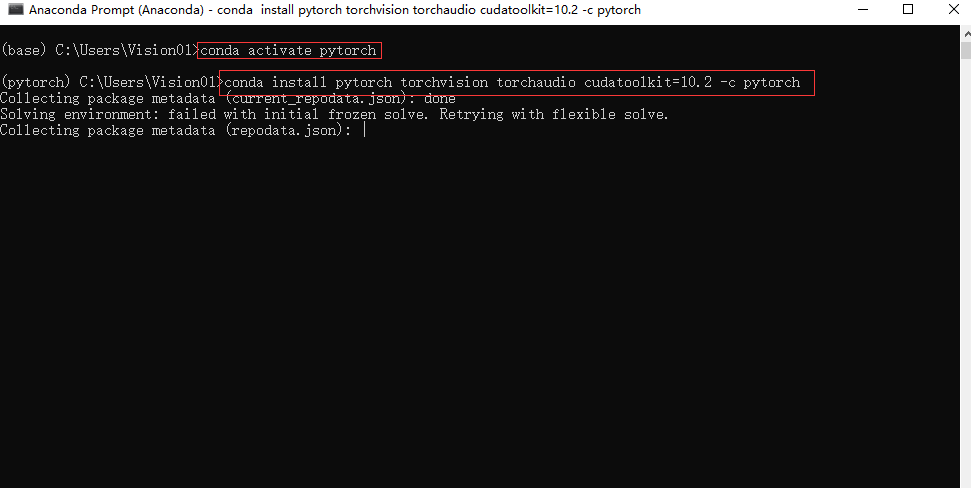 Anaconda Prompt (Anaconda) - conda  install pytorch torchvision torchaudio cudatoolkit=10.2 -c pytorch
(base) C:\Users\Vision01>conda activate pytorch
(pytorch) C:\Users\Vision01>conda install pytorch torchvision torchaudio cudatoolkit=10.2 -c pytorch
Collecting package metadata (current_repodata.json): done
Solving environment: failed with initial frozen solve. Retrying with flexible solve.
Collecting package metadata (repodata.json): |